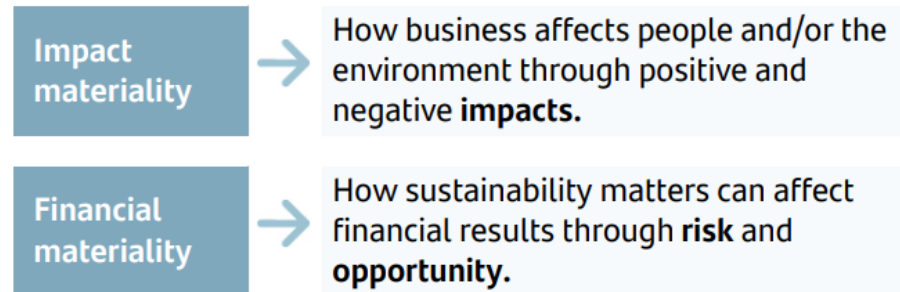 Impact
materiality
How business affects people and/or the
environment through positive and
negative impacts.
Financial
materiality
How sustainability matters can affect
financial results through risk and
opportunity.